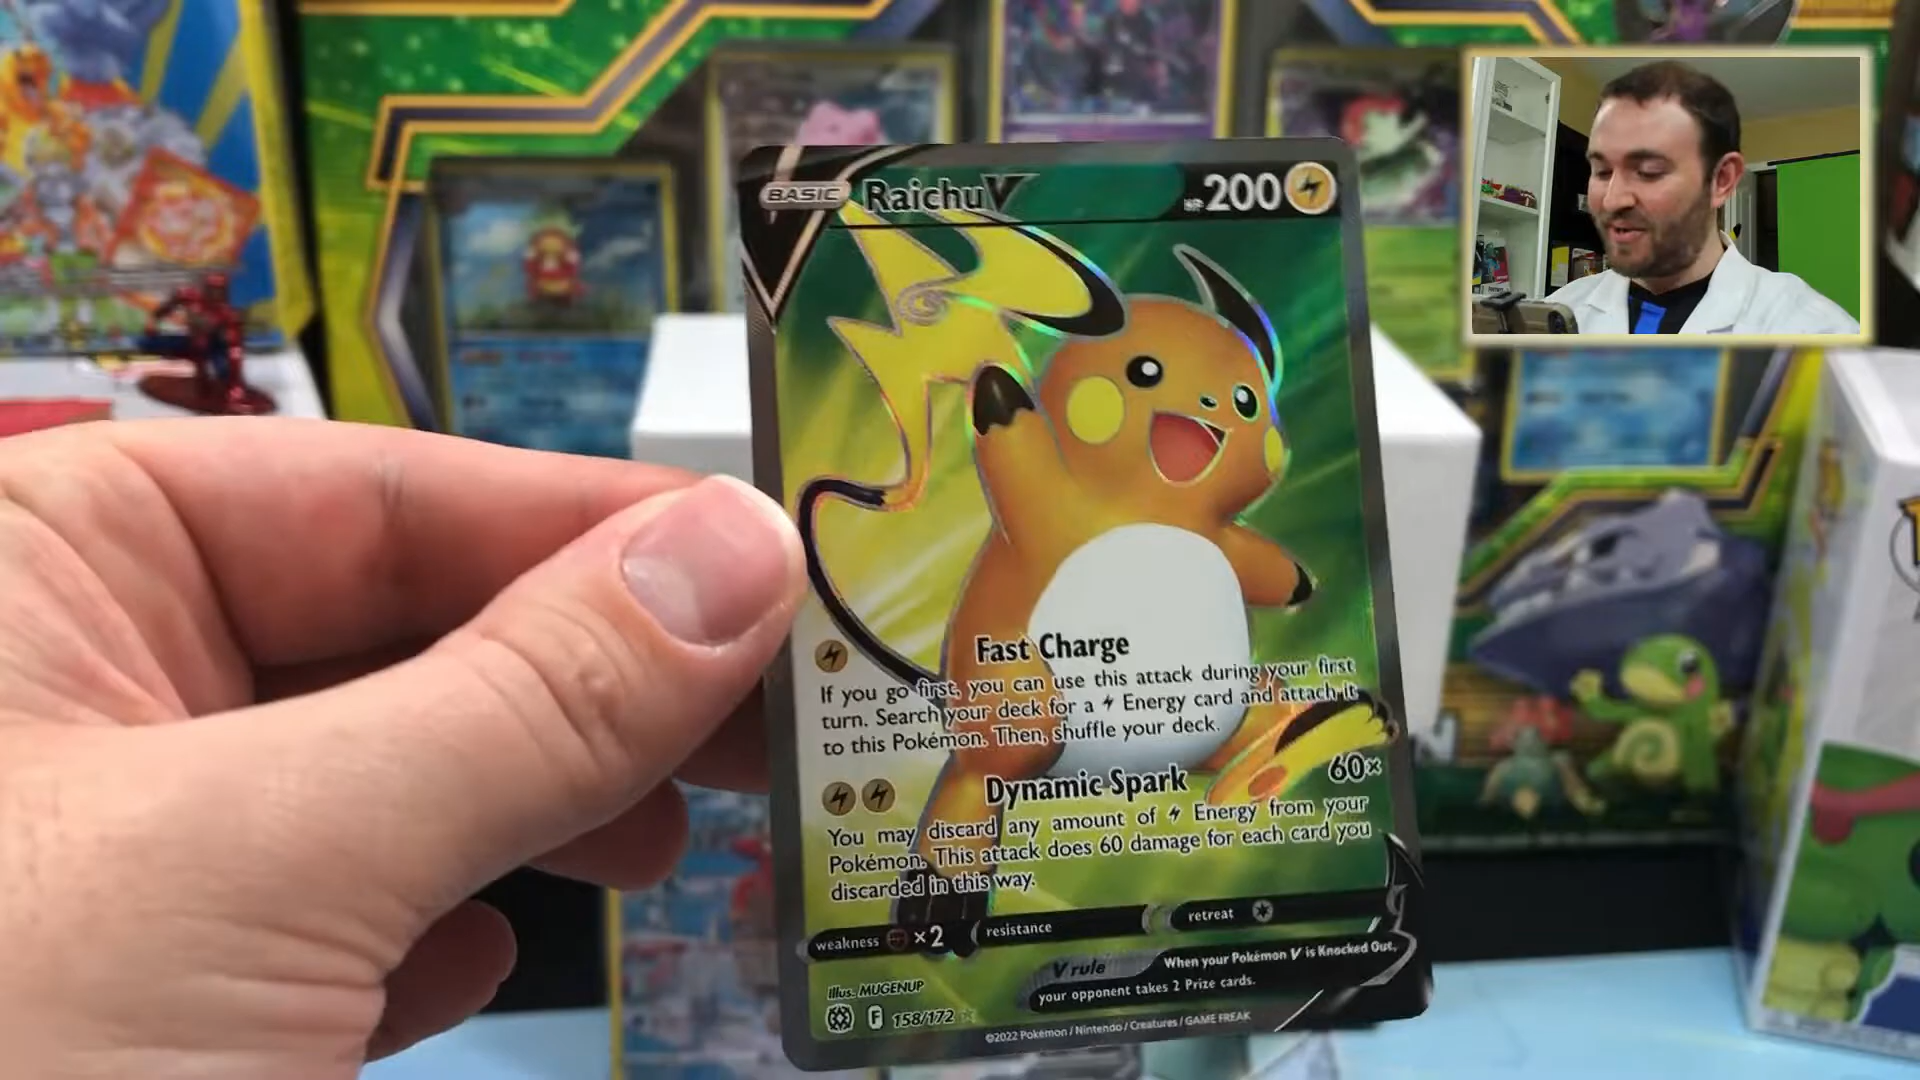 BASIC Raichu V HP 200
Fast Charge
If you go first, you can use this attack during your first
turn. Search your deck for a Energy card and attach it
to this Pokémon. Then, shuffle your deck.
Dynamic Spark 60×
You may discard any amount of Energy from your
Pokémon. This attack does 60 damage for each card you
discarded in this way.
weakness ×2 resistance retreat
V rule When your Pokémon V is Knocked Out,
your opponent takes 2 Prize cards.
Illus. MUGENUP
F 158/172
©2022 Pokémon / Nintendo / Creatures / GAME FREAK